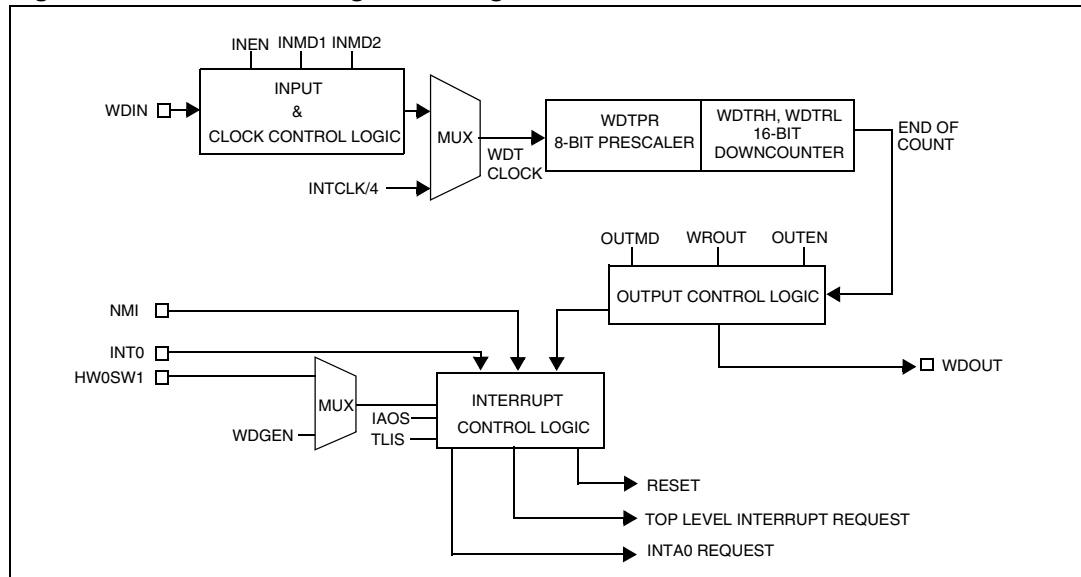 INEN INMD1 INMD2
INPUT
&
CLOCK CONTROL LOGIC
WDIN
MUX
WDT
CLOCK
INTCLK/4
WDTPR
8-BIT PRESCALER
WDTRH, WDTRL
16-BIT
DOWNCOUNTER
END OF
COUNT
OUTMD WROUT OUTEN
OUTPUT CONTROL LOGIC
WDOUT
NMI
INT0
HW0SW1
MUX
WDGEN
IAOS
TLIS
INTERRUPT
CONTROL LOGIC
RESET
TOP LEVEL INTERRUPT REQUEST
INTA0 REQUEST